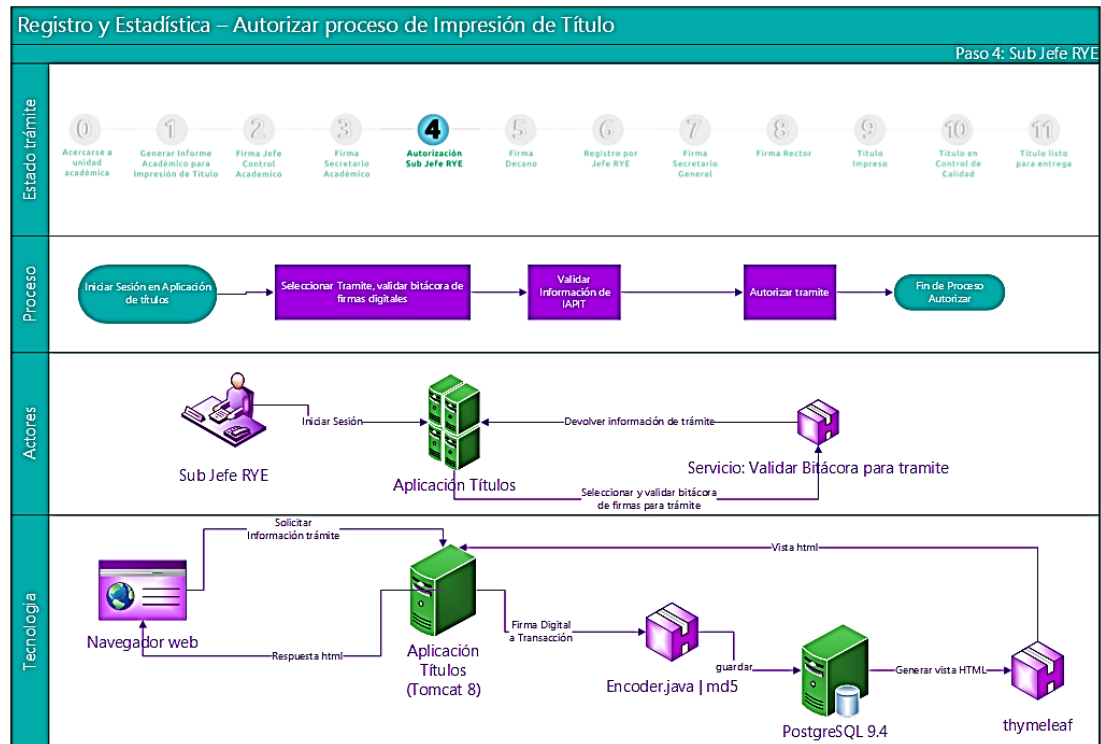 Registro y Estadística – Autorizar proceso de Impresión de Título
Paso 4: Sub Jefe RYE
Estado trámite
0
1
2
3
4
5
6
7
8
9
10
11
Acercarse a
unidad
académica
Generar Informe
Académico para
Impresión de Titulo
Firma Jefe
Control
Academico
Firma
Secretario
Académico
Autorización
Sub Jefe RYE
Firma
Decano
Registro por
Jefe RYE
Firma
Secretario
General
Firma Rector
Titulo
Impreso
Titulo en
Control de
Calidad
Titulo listo
para entrega
Proceso
Iniciar Sesión en Aplicación
de títulos
Seleccionar Tramite, validar bitácora de
firmas digitales
Validar
Información de
IAPIT
Autorizar tramite
Fin de Proceso
Autorizar
Actores
Iniciar Sesión
Devolver información de trámite
Sub Jefe RYE
Aplicación Títulos
Servicio: Validar Bitácora para tramite
Seleccionar y validar bitácora
de firmas para trámite
Tecnología
Solicitar
Información trámite
Vista html
Navegador web
Respuesta html
Aplicación
Títulos
(Tomcat 8)
Firma Digital
a Transacción
Encoder.java | md5
guardar
PostgreSQL 9.4
Generar vista HTML
thymeleaf